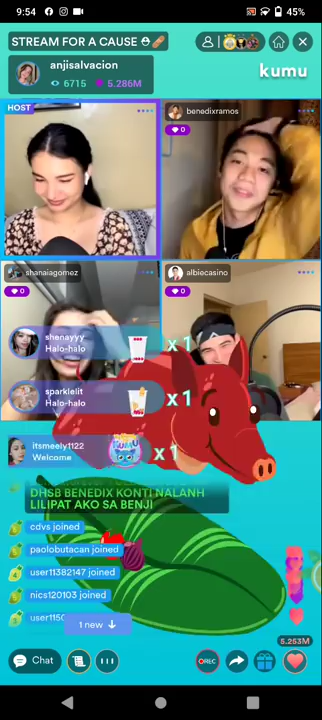 9:54
45%
STREAM FOR A CAUSE
anjisalvacion
6715
5.286M
kumu
HOST
benedixramos
0
shanaiagomez
0
albiecasino
0
shenayyy
Halo-halo
x 1
sparklelit
Halo-halo
x 1
itsmeely1122
Welcome
KUMU
x 1
DHSB BENEDIX KONTI NALANH
LILIPAT AKO SA BENJI
cdvs joined
paolobutacan joined
user11382147 joined
nics120103 joined
1 new
5.253M
Chat
REC